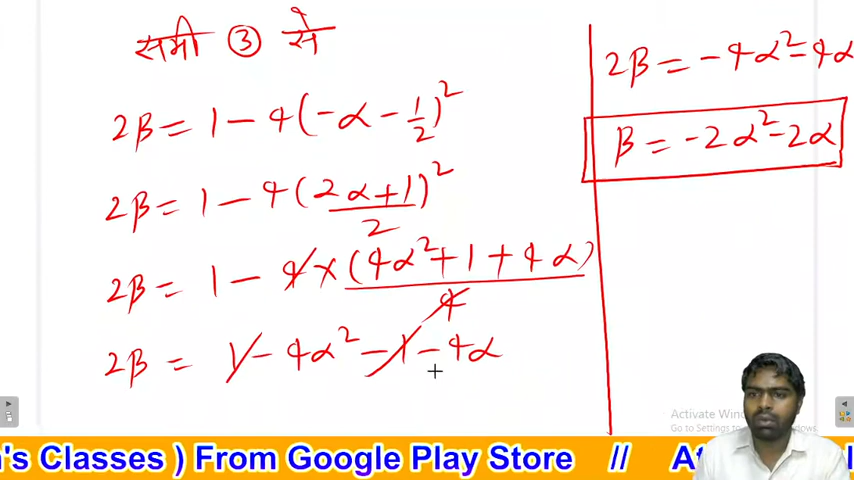 समी ③ से
2β = 1 - 4(-α - 1/2)²
2β = 1 - 4(2α+1/2)²
2β = 1 - 4×(4α²+1+4α)/4
2β = 1 - 4α² - 1 - 4α
2β = -4α²-4α
β = -2α²-2α
Activate Win
Go to Settings to
's Classes ) From Google Play Store // A